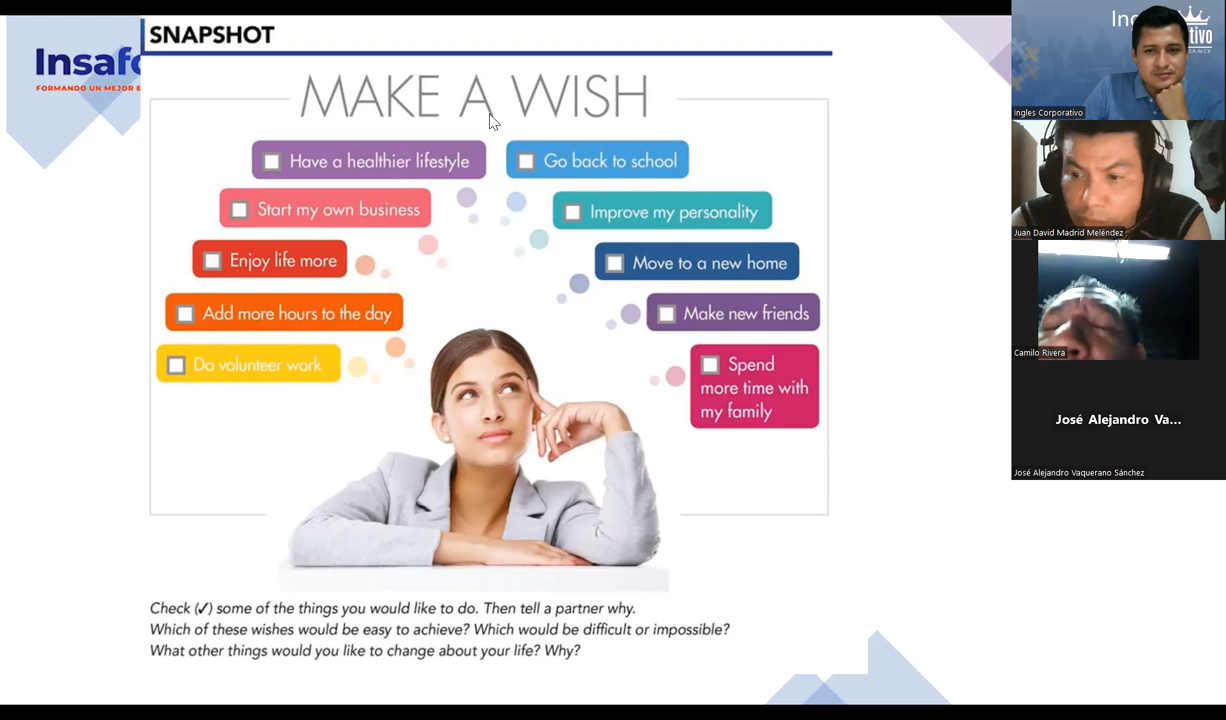 SNAPSHOT
Insafo
FORMANDO UN MEJOR E
MAKE A WISH
Have a healthier lifestyle
Go back to school
Start my own business
Improve my personality
Enjoy life more
Move to a new home
Add more hours to the day
Make new friends
Do volunteer work
Spend
more time with
my family
Check (✓) some of the things you would like to do. Then tell a partner why.
Which of these wishes would be easy to achieve? Which would be difficult or impossible?
What other things would you like to change about your life? Why?
Ingles Corporativo
Juan David Madrid Meléndez
Camilo Rivera
José Alejandro Va...
José Alejandro Vaquerano Sánchez